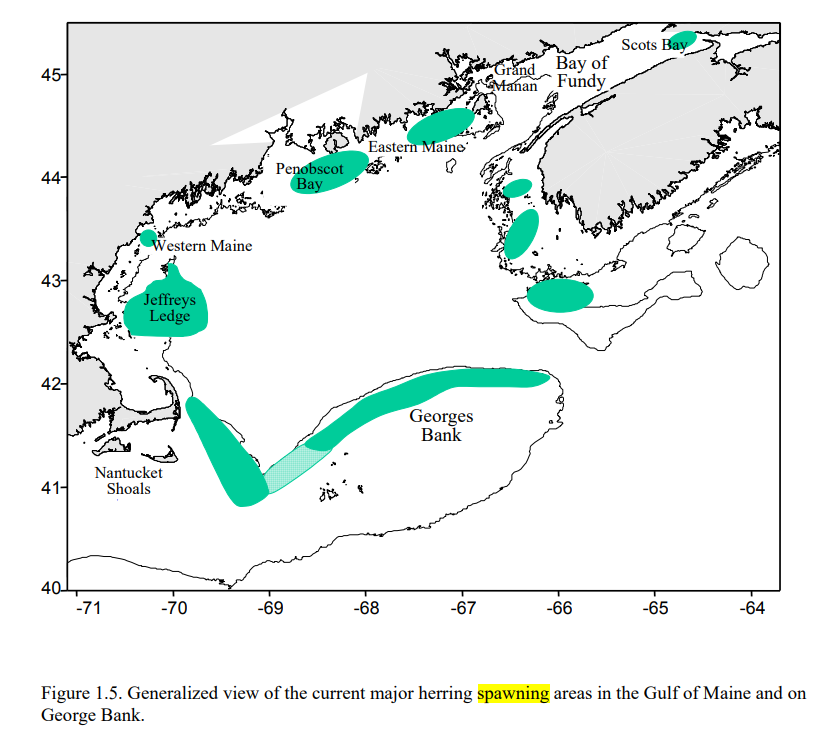 Scots Bay
45
Grand
Manan
Bay of
Fundy
Eastern Maine
44
Penobscot
Bay
Western Maine
43
Jeffreys
Ledge
42
Georges
Bank
Nantucket
Shoals
41
40
-71 -70 -69 -68 -67 -66 -65 -64
Figure 1.5. Generalized view of the current major herring spawning areas in the Gulf of Maine and on
George Bank.